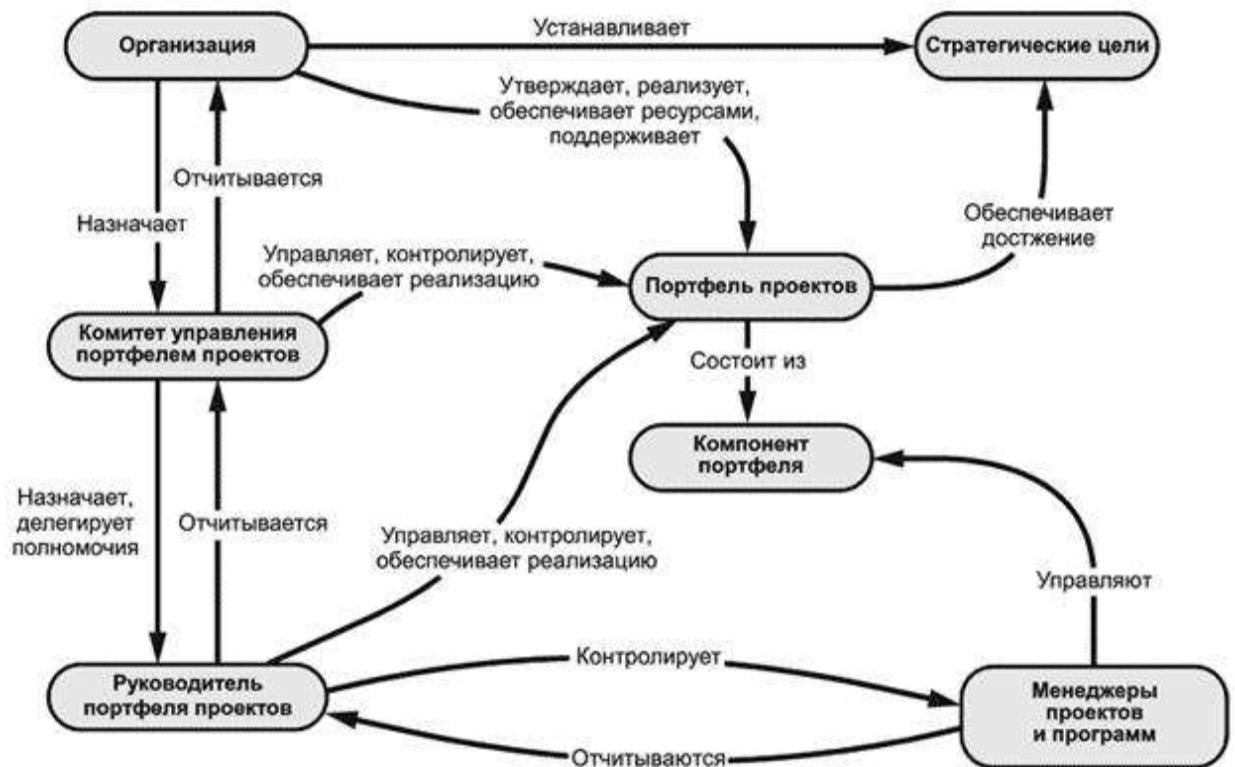 Организация
Устанавливает
Стратегические цели
Утверждает, реализует,
обеспечивает ресурсами,
поддерживает
Отчитывается
Назначает
Обеспечивает
достжение
Управляет, контролирует,
обеспечивает реализацию
Портфель проектов
Комитет управления
портфелем проектов
Состоит из
Компонент
портфеля
Назначает,
делегирует
полномочия
Отчитывается
Управляет, контролирует,
обеспечивает реализацию
Управляют
Контролирует
Руководитель
портфеля проектов
Менеджеры
проектов
и программ
Отчитываются